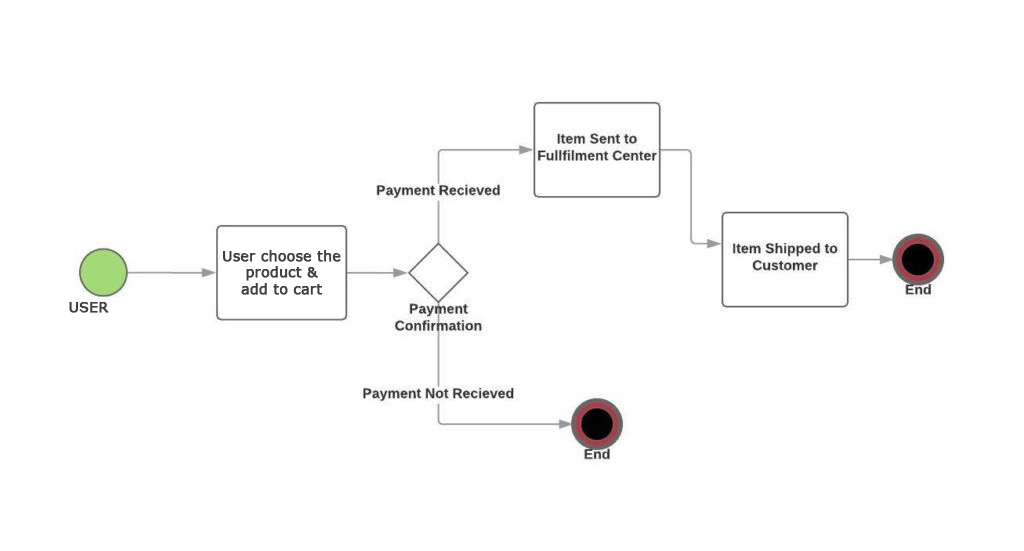 USER
User choose the
product &
add to cart
Payment
Confirmation
Payment Recieved
Item Sent to
Fullfilment Center
Item Shipped to
Customer
End
Payment Not Recieved
End